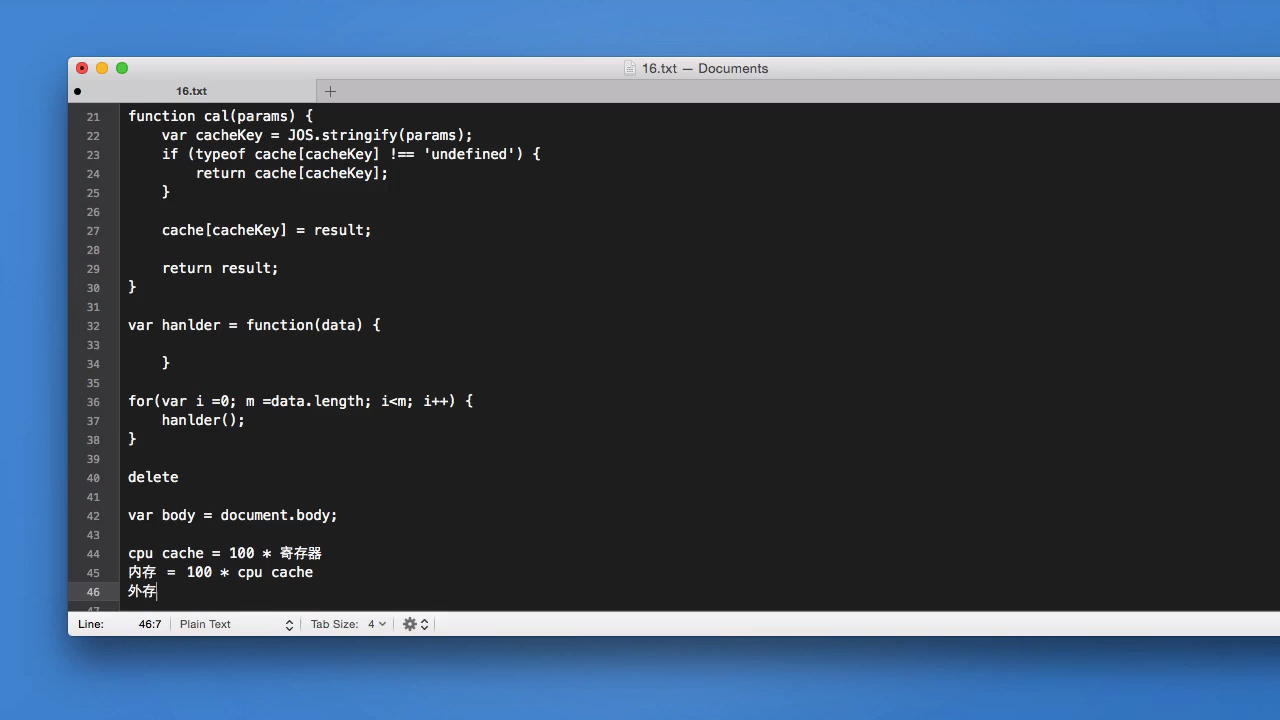 16.txt — Documents
16.txt
21 function cal(params) {
22     var cacheKey = JOS.stringify(params);
23     if (typeof cache[cacheKey] !== 'undefined') {
24         return cache[cacheKey];
25     }
26
27     cache[cacheKey] = result;
28
29     return result;
30 }
31
32 var hanlder = function(data) {
33
34     }
35
36 for(var i =0; m =data.length; i<m; i++) {
37     hanlder();
38 }
39
40 delete
41
42 var body = document.body;
43
44 cpu cache = 100 * 寄存器
45 内存 = 100 * cpu cache
46 外存
47
Line: 46:7 Plain Text Tab Size: 4